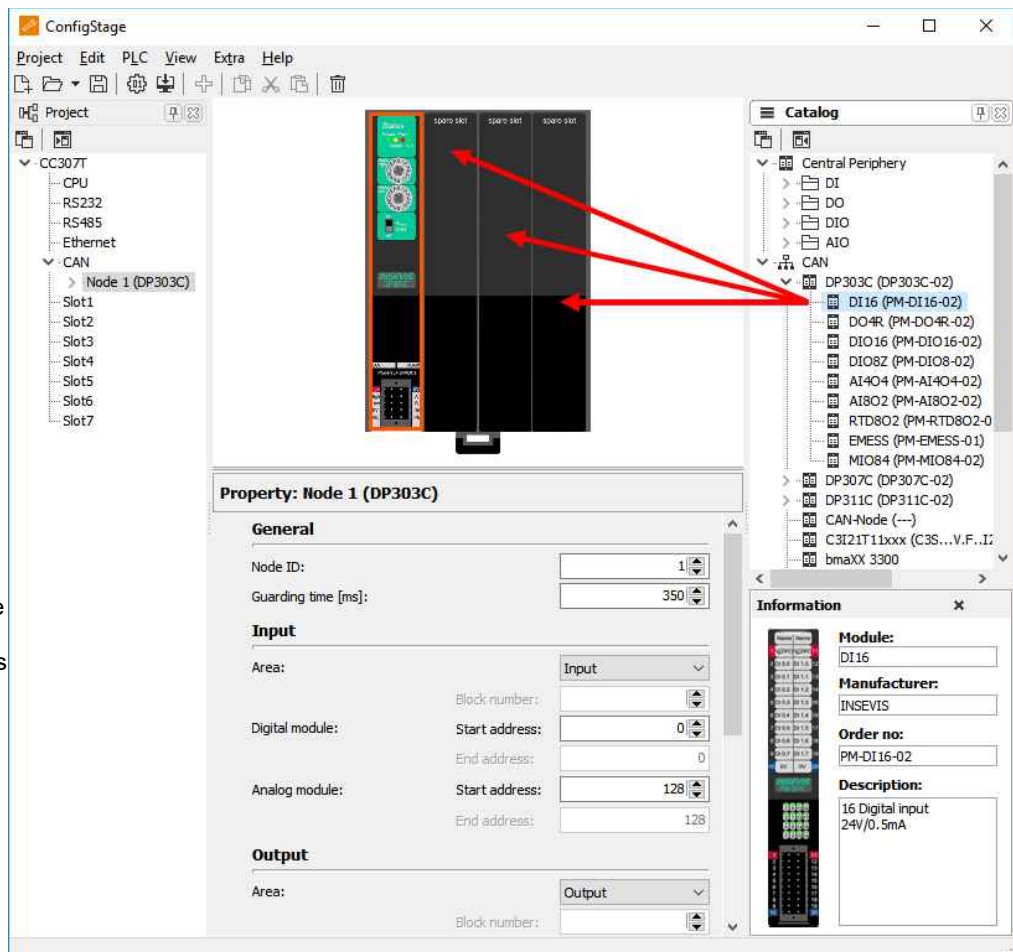 ConfigStage
Project Edit PLC View Extra Help
Project
CC307T
CPU
RS232
RS485
Ethernet
CAN
Node 1 (DP303C)
Slot1
Slot2
Slot3
Slot4
Slot5
Slot6
Slot7
e
s
spare slot spare slot spare slot
Property: Node 1 (DP303C)
General
Node ID: 1
Guarding time [ms]: 350
Input
Area: Input
Block number:
Digital module: Start address: 0
End address: 0
Analog module: Start address: 128
End address: 128
Output
Area: Output
Block number:
Catalog
Central Periphery
DI
DO
DIO
AIO
CAN
DP303C (DP303C-02)
DI16 (PM-DI16-02)
DO4R (PM-DO4R-02)
DIO16 (PM-DIO16-02)
DIO8Z (PM-DIO8-02)
AI4O4 (PM-AI4O4-02)
AI8O2 (PM-AI8O2-02)
RTD8O2 (PM-RTD8O2-0
EMESS (PM-EMESS-01)
MIO84 (PM-MIO84-02)
DP307C (DP307C-02)
DP311C (DP311C-02)
CAN-Node (---)
C3I21T11xxx (C3S...V.F..I2
bmaXX 3300
Information
Module:
DI16
Manufacturer:
INSEVIS
Order no:
PM-DI16-02
Description:
16 Digital input
24V/0.5mA